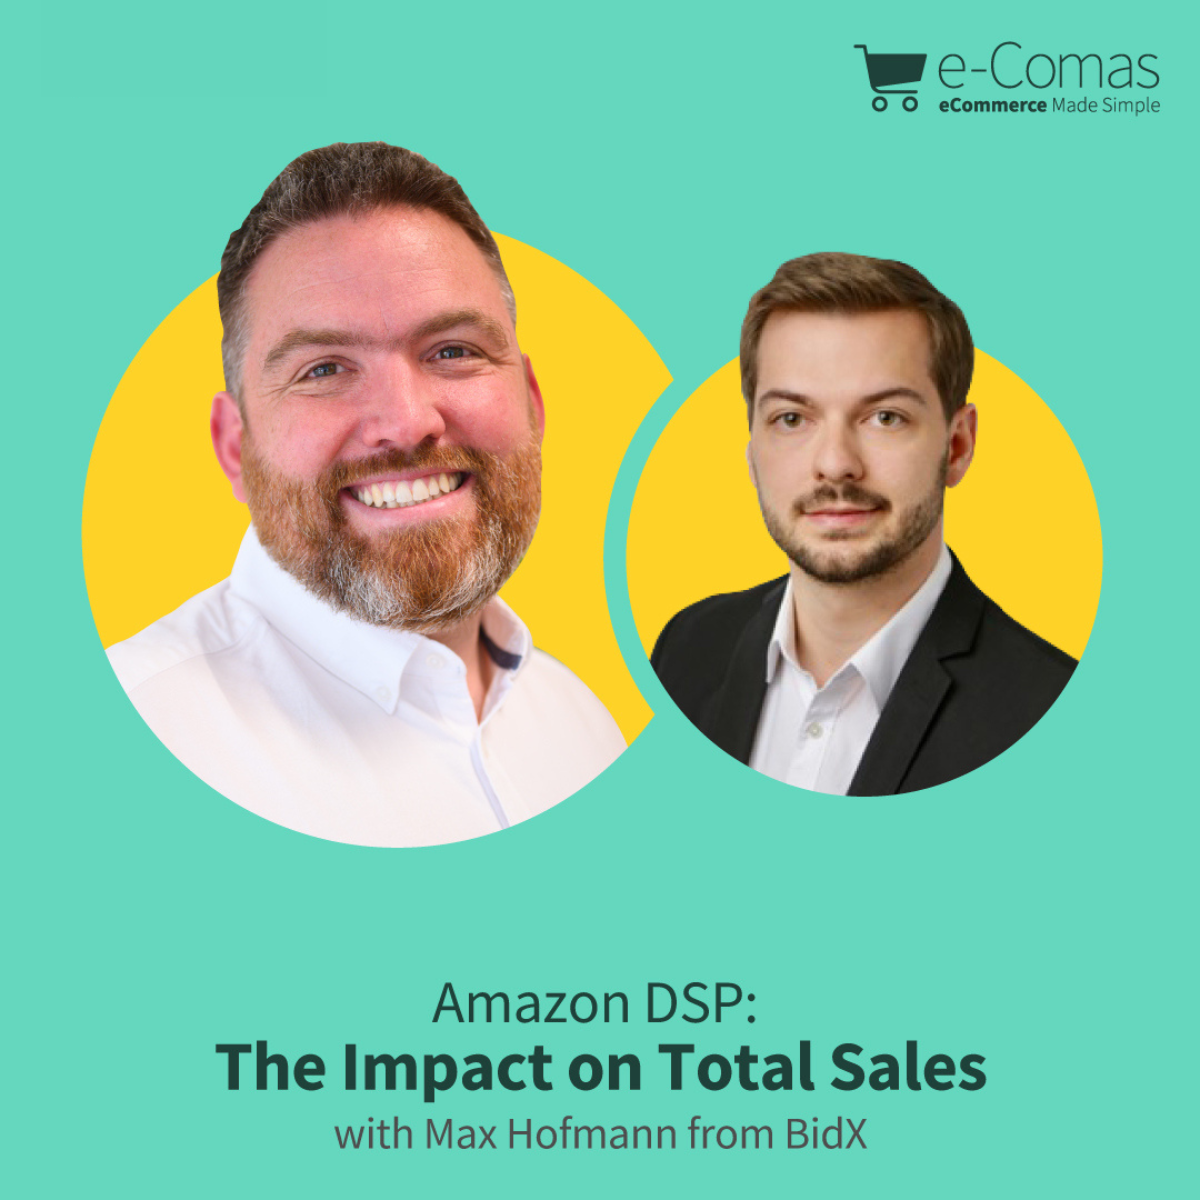 e-Comas
eCommerce Made Simple
Amazon DSP:
The Impact on Total Sales
with Max Hofmann from BidX